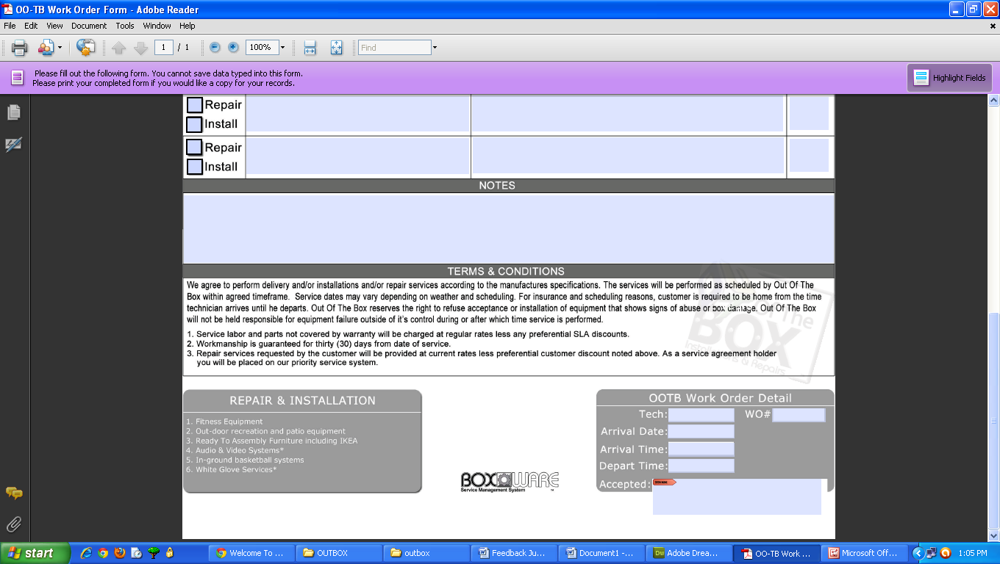 OO-TB Work Order Form - Adobe Reader
File Edit View Document Tools Window Help
1 / 1 100% Find
Please fill out the following form. You cannot save data typed into this form.
Please print your completed form if you would like a copy for your records.
Highlight Fields
Repair
Install
Repair
Install
NOTES
TERMS & CONDITIONS
We agree to perform delivery and/or installations and/or repair services according to the manufactures specifications. The services will be performed as scheduled by Out Of The
Box within agreed timeframe. Service dates may vary depending on weather and scheduling. For insurance and scheduling reasons, customer is required to be home from the time
technician arrives until he departs. Out Of The Box reserves the right to refuse acceptance or installation of equipment that shows signs of abuse or box damage. Out Of The Box
will not be held responsible for equipment failure outside of it's control during or after which time service is performed.
1. Service labor and parts not covered by warranty will be charged at regular rates less any preferential SLA discounts.
2. Workmanship is guaranteed for thirty (30) days from date of service.
3. Repair services requested by the customer will be provided at current rates less preferential customer discount noted above. As a service agreement holder
you will be placed on our priority service system.
Of The
BOX
& Repairs
REPAIR & INSTALLATION
1. Fitness Equipment
2. Out-door recreation and patio equipment
3. Ready To Assembly Furniture including IKEA
4. Audio & Video Systems*
5. In-ground basketball systems
6. White Glove Services*
BOXWARE
Service Management System
™
OOTB Work Order Detail
Tech: WO#
Arrival Date:
Arrival Time:
Depart Time:
Accepted:
start Welcome To ... OUTBOX outbox Feedback Ju... Document1 -... Adobe Drea... OO-TB Work ... Microsoft Off... 1:05 PM